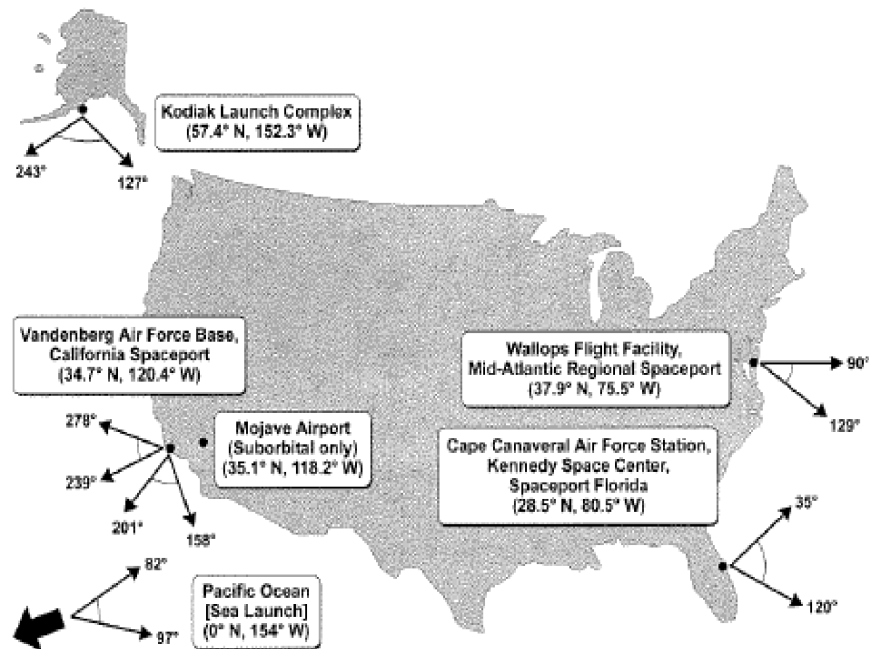 Kodiak Launch Complex
(57.4° N, 152.3° W)
243°
127°
Vandenberg Air Force Base,
California Spaceport
(34.7° N, 120.4° W)
Wallops Flight Facility,
Mid-Atlantic Regional Spaceport
(37.9° N, 75.5° W)
90°
129°
278°
239°
201°
158°
Mojave Airport
(Suborbital only)
(35.1° N, 118.2° W)
Cape Canaveral Air Force Station,
Kennedy Space Center,
Spaceport Florida
(28.5° N, 80.5° W)
35°
120°
82°
97°
Pacific Ocean
[Sea Launch]
(0° N, 154° W)